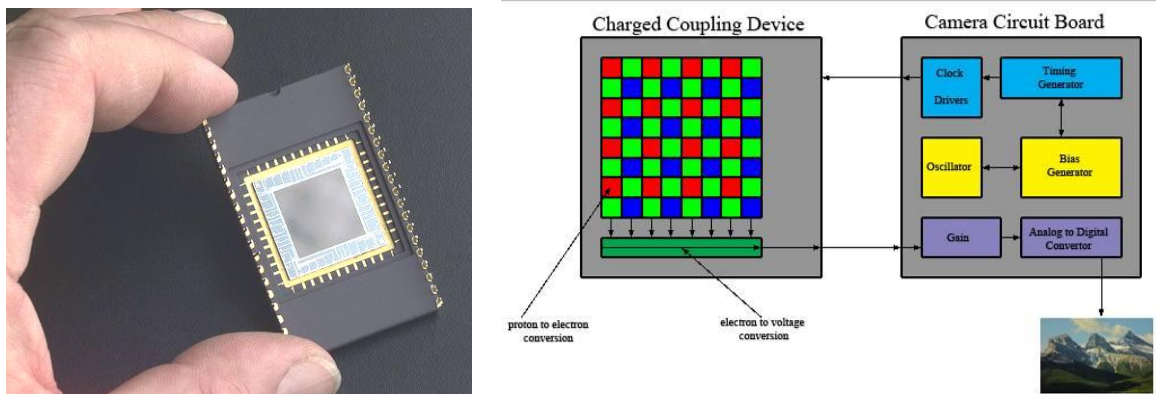 Charged Coupling Device
Camera Circuit Board
Clock
Drivers
Timing
Generator
Oscillator
Bias
Generator
Gain
Analog to Digital
Convertor
proton to electron
conversion
electron to voltage
conversion